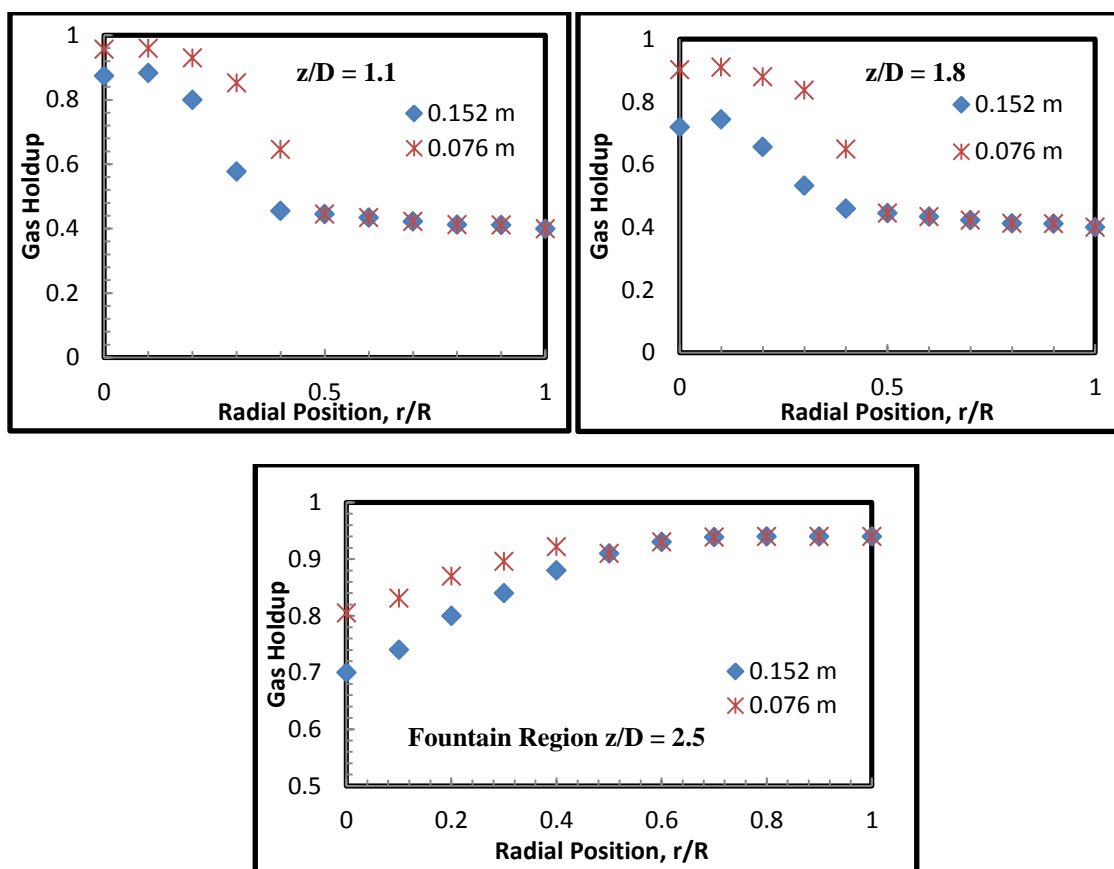 z/D = 1.1
0.152 m
0.076 m
1
0.8
0.6
0.4
0.2
0
Gas Holdup
0 0.5 1
Radial Position, r/R
z/D = 1.8
0.152 m
0.076 m
1
0.8
0.6
0.4
0.2
0
Gas Holdup
0 0.5 1
Radial Position, r/R
1
0.9
0.8
0.7
0.6
0.5
Gas Holdup
0.152 m
0.076 m
Fountain Region z/D = 2.5
0 0.2 0.4 0.6 0.8 1
Radial Position, r/R